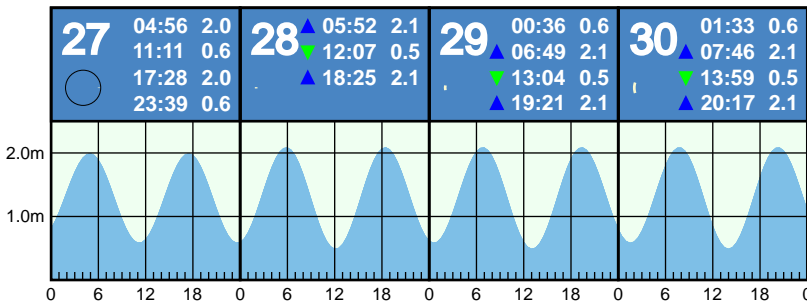 27 04:56 2.0
11:11 0.6
17:28 2.0
23:39 0.6
28 ▲ 05:52 2.1
▼ 12:07 0.5
▲ 18:25 2.1
29 00:36 0.6
▲ 06:49 2.1
▼ 13:04 0.5
▲ 19:21 2.1
30 01:33 0.6
▲ 07:46 2.1
▼ 13:59 0.5
▲ 20:17 2.1
2.0m
1.0m
0 6 12 18 0 6 12 18 0 6 12 18 0 6 12 18 0